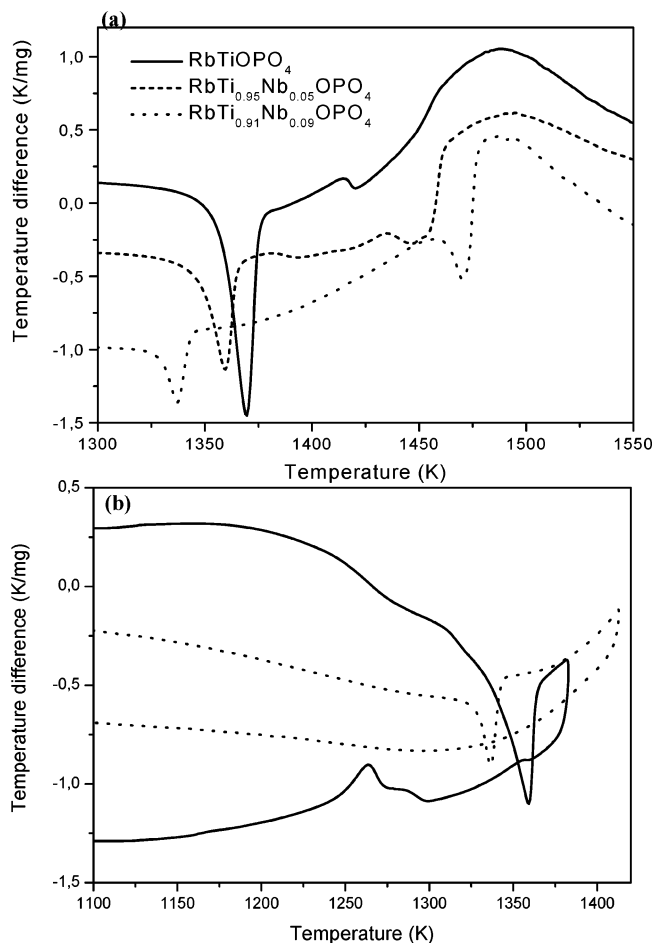 (a)
1,0
0,5
0,0
-0,5
-1,0
-1,5
Temperature difference (K/mg)
RbTiOPO₄
RbTi₀.₉₅Nb₀.₀₅OPO₄
RbTi₀.₉₁Nb₀.₀₉OPO₄
1300 1350 1400 1450 1500 1550
Temperature (K)
(b)
0,5
0,0
-0,5
-1,0
-1,5
Temperature difference (K/mg)
1100 1150 1200 1250 1300 1350 1400
Temperature (K)